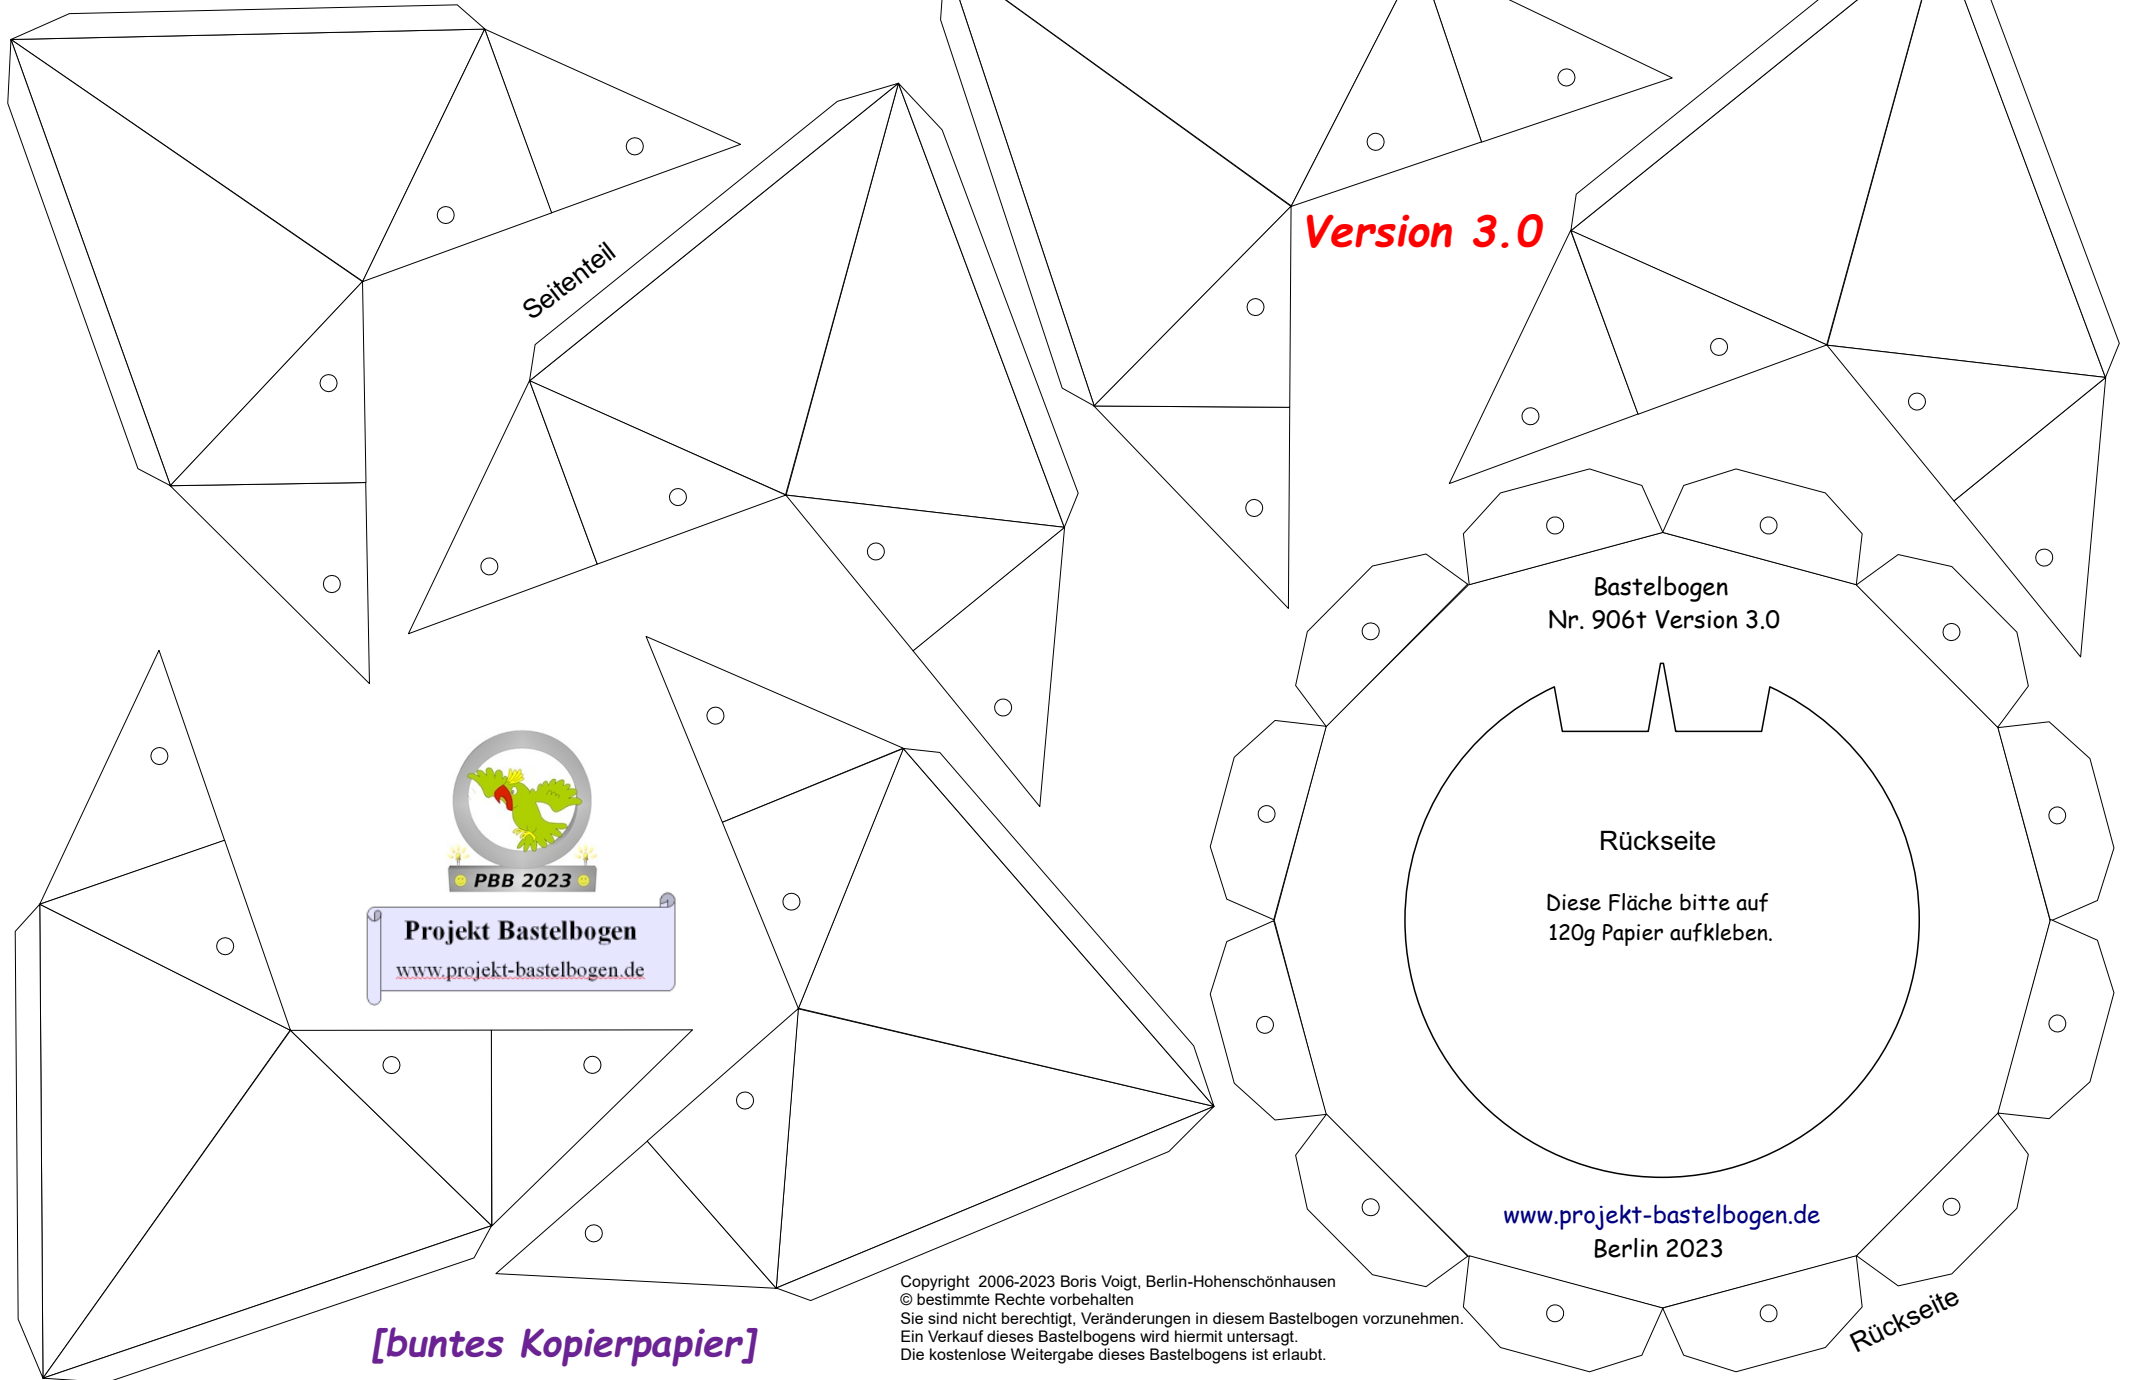 Version 3.0
Seitenteil
Bastelbogen
Nr. 906t Version 3.0
Rückseite
Diese Fläche bitte auf
120g Papier aufkleben.
www.projekt-bastelbogen.de
Berlin 2023
Rückseite
PBB 2023
Projekt Bastelbogen
www.projekt-bastelbogen.de
[buntes Kopierpapier]
Copyright 2006-2023 Boris Voigt, Berlin-Hohenschönhausen
© bestimmte Rechte vorbehalten
Sie sind nicht berechtigt, Veränderungen in diesem Bastelbogen vorzunehmen.
Ein Verkauf dieses Bastelbogens wird hiermit untersagt.
Die kostenlose Weitergabe dieses Bastelbogens ist erlaubt.